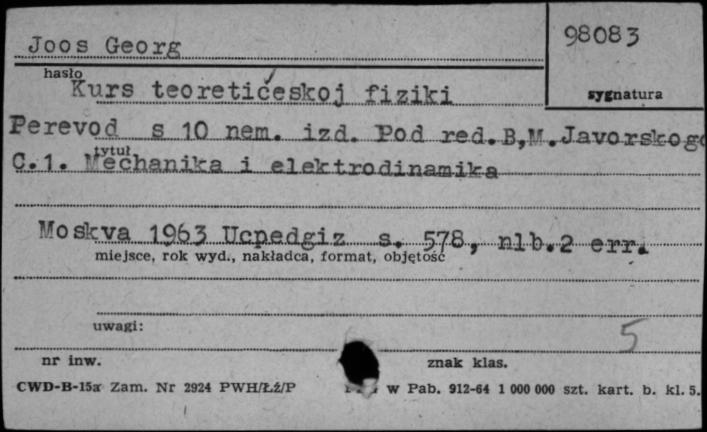 Joos Georg
98083
hasło
Kurs teoretićeskoj fiziki
sygnatura
Perevod s 10 nem. izd. Pod red.B,M.Javorskogo
tytuł
C.1. Mechanika i elektrodinamika
Moskva 1963 Ucpedgiz s. 578, nlb.2 err.
miejsce, rok wyd., nakładca, format, objętość
uwagi:
5
nr inw.
znak klas.
CWD-B-15a Zam. Nr 2924 PWH/Łź/P w Pab. 912-64 1 000 000 szt. kart. b. kl. 5.